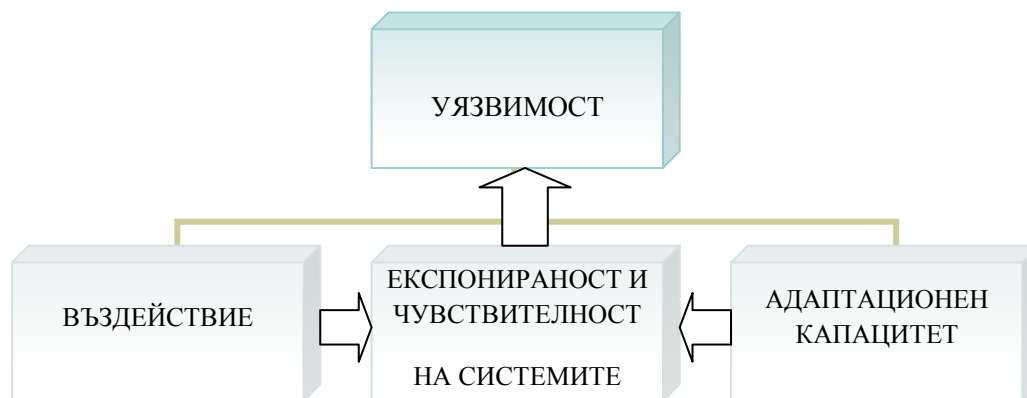 УЯЗВИМОСТ
ВЪЗДЕЙСТВИЕ
ЕКСПОНИРАНОСТ И
ЧУВСТВИТЕЛНОСТ
НА СИСТЕМИТЕ
АДАПТАЦИОНЕН
КАПАЦИТЕТ